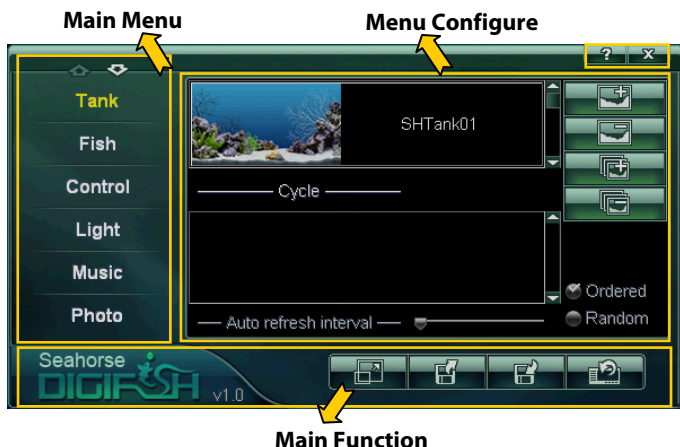 Main Menu
Menu Configure
? X
Tank
Fish
Control
Light
Music
Photo
SHTank01
Cycle
Auto refresh interval
Ordered
Random
Seahorse
DIGIFISH
v1.0
Main Function